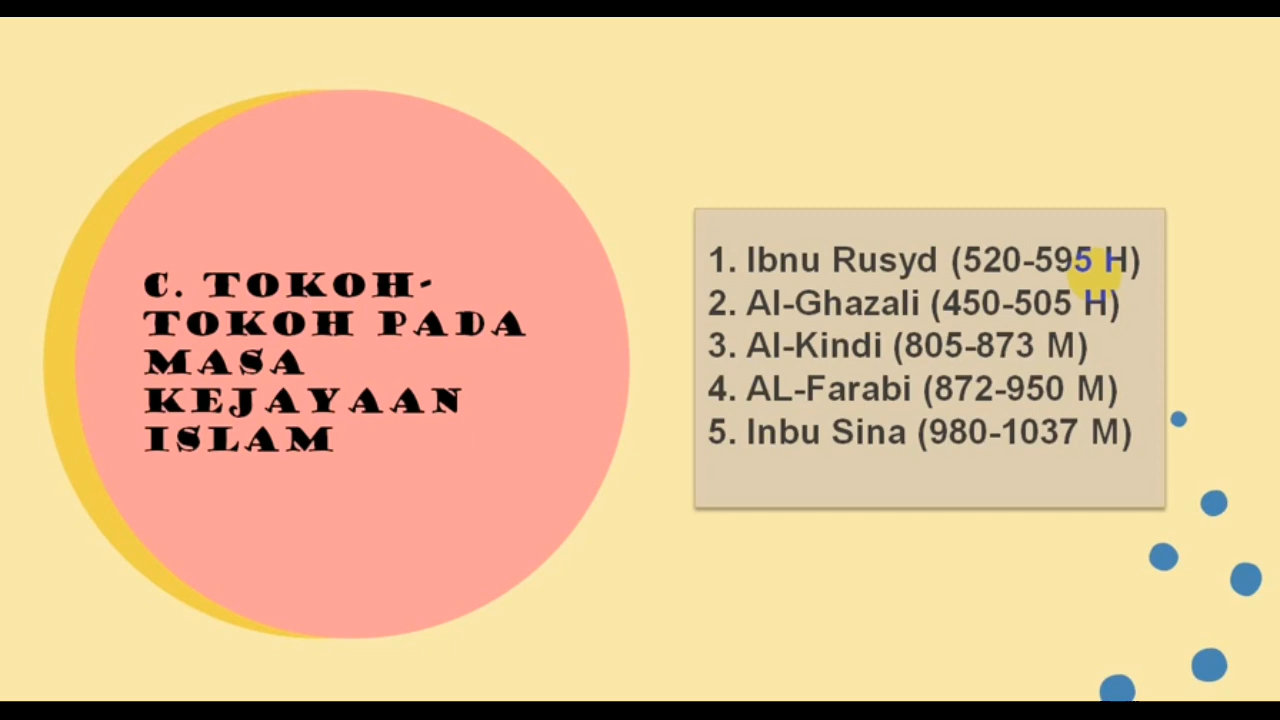 C. TOKOH-
TOKOH PADA
MASA
KEJAYAAN
ISLAM
1. Ibnu Rusyd (520-595 H)
2. Al-Ghazali (450-505 H)
3. Al-Kindi (805-873 M)
4. AL-Farabi (872-950 M)
5. Inbu Sina (980-1037 M)